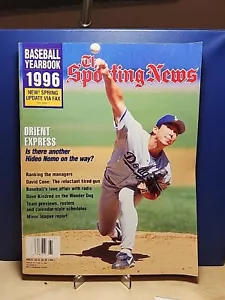 BASEBALL
YEARBOOK
1996
NEW! SPRING
UPDATE VIA FAX
The
Sporting News
ORIENT
EXPRESS
Is there another
Hideo Nomo on the way?
Ranking the managers
David Cone: The reluctant hired gun
Baseball's love affair with radio
Dave Kindred on the Wonder Dog
Team previews, rosters
and calendar-style schedules
Minor league report
Dodgers